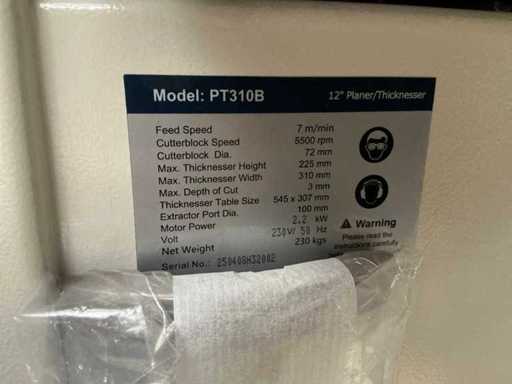 Model: PT310B 12" Planer/Thicknesser
Feed Speed 7 m/min
Cutterblock Speed 5500 rpm
Cutterblock Dia. 72 mm
Max. Thicknesser Height 225 mm
Max. Thicknesser Width 310 mm
Max. Depth of Cut 3 mm
Thicknesser Table Size 545 x 307 mm
Extractor Port Dia. 100 mm
Motor Power 2.2 kW
Volt 230V/ 50 Hz
Net Weight 230 kgs
Serial No.: 250408H32002
Warning
Please read the
instructions carefully